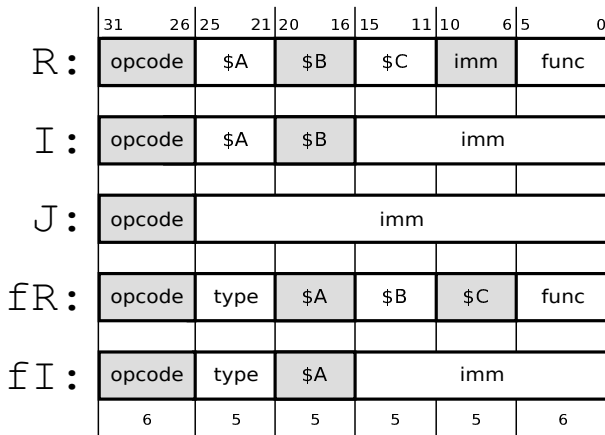 31 26 25 21 20 16 15 11 10 6 5 0
R: opcode $A $B $C imm func
I: opcode $A $B imm
J: opcode imm
fR: opcode type $A $B $C func
fI: opcode type $A imm
6 5 5 5 5 6